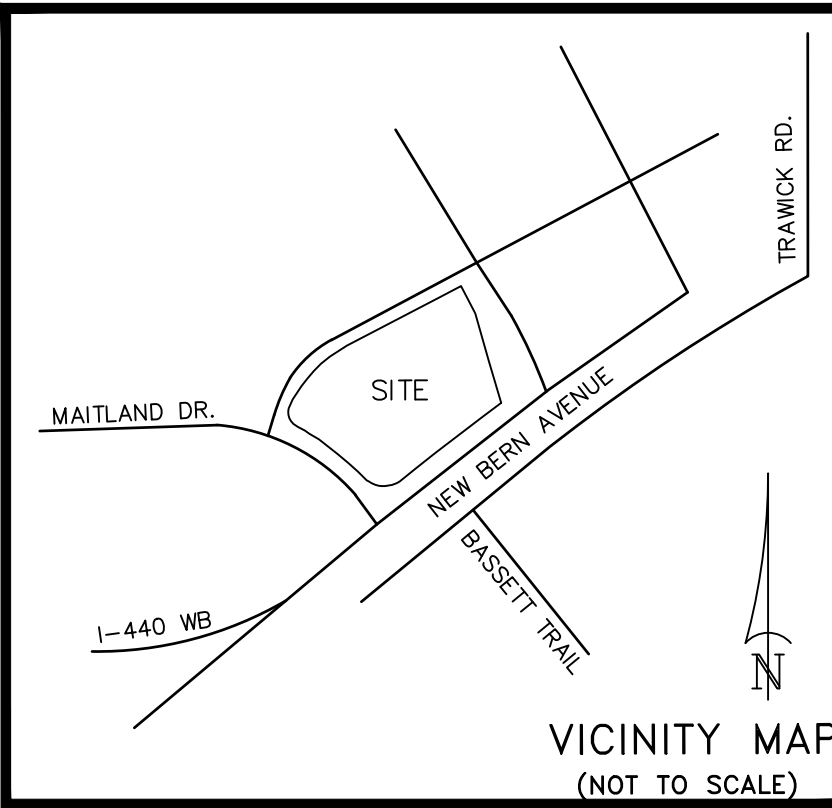 TRAWICK RD.
SITE
MAITLAND DR.
NEW BERN AVENUE
BASSETT TRAIL
I-440 WB
N
VICINITY MAP
(NOT TO SCALE)